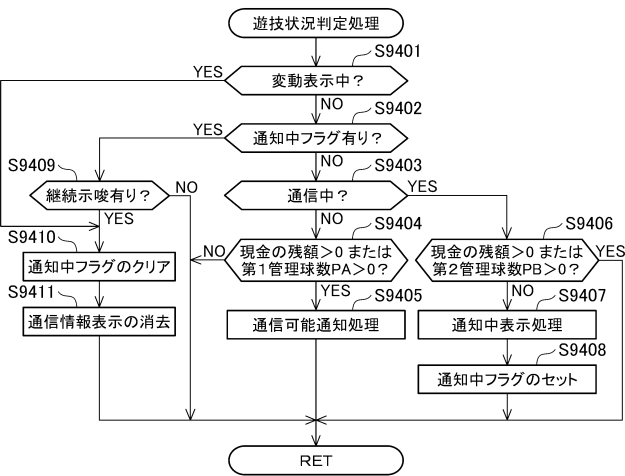 遊技状況判定処理
S9401
YES
変動表示中？
NO
S9402
YES
通知中フラグ有り？
NO
S9409
S9403
継続示唆有り？
NO
通信中？
YES
YES
NO
S9410
S9404
S9406
通知中フラグのクリア
NO
現金の残額>0 または
第1管理球数PA>0？
現金の残額>0 または
第2管理球数PB>0？
YES
S9411
YES
S9405
NO
S9407
通信情報表示の消去
通信可能通知処理
通知中表示処理
S9408
通知中フラグのセット
RET